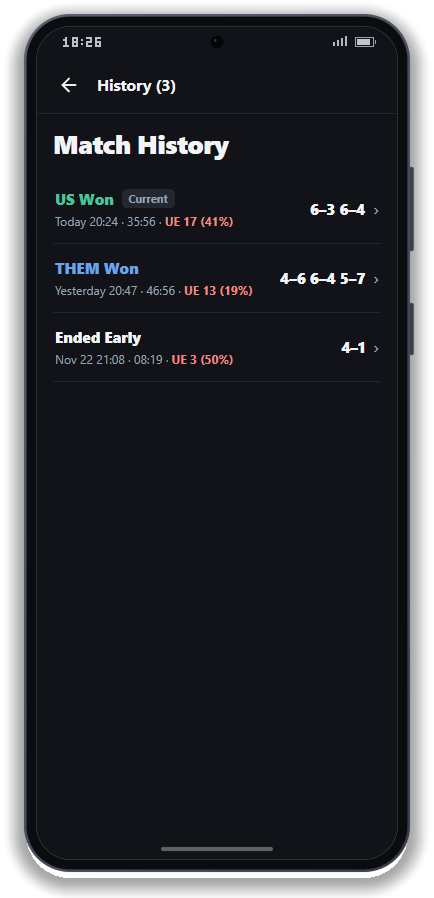 18:26
History (3)
Match History
US Won Current
6–3 6–4 ›
Today 20:24 · 35:56 · UE 17 (41%)
THEM Won
4–6 6–4 5–7 ›
Yesterday 20:47 · 46:56 · UE 13 (19%)
Ended Early
4–1 ›
Nov 22 21:08 · 08:19 · UE 3 (50%)